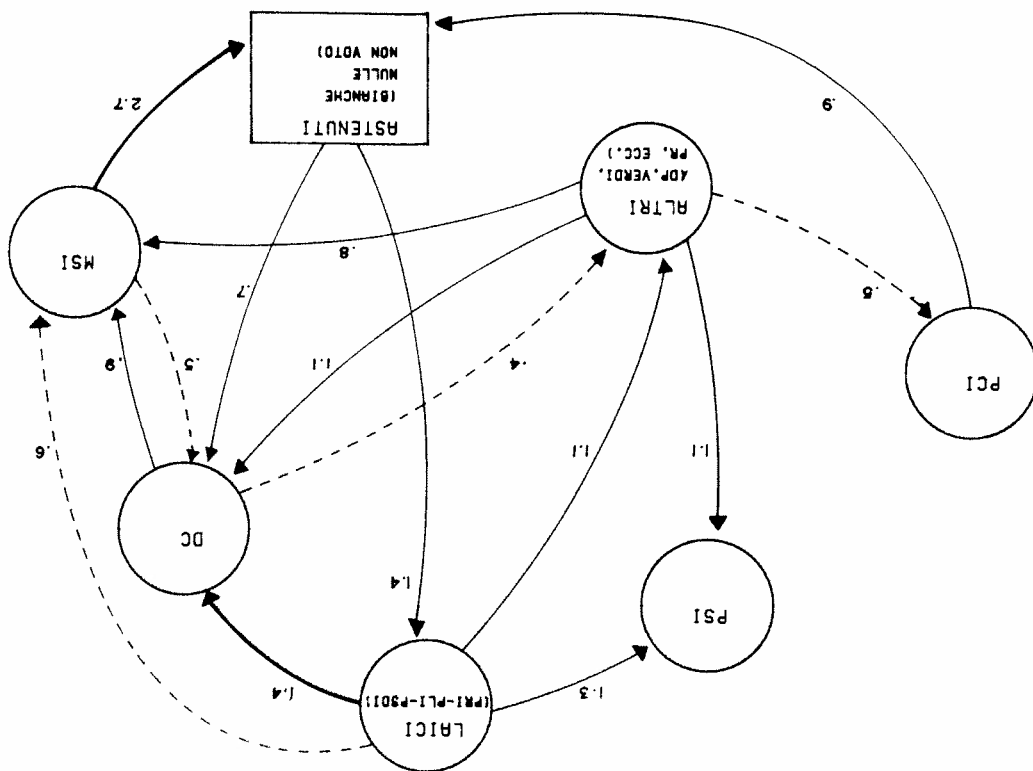 LAICI
(PRI-PLI-PSDI)
1.3
1.4
PSI
1.4
DC
1.1
1.1
.6
PCI
.4
1.1
.9
.5
.5
.7
MSI
.8
ALTRI
(DP,VERDI,
PR, ECC.)
ASTENUTI
(BIANCHE
NULLE
NON VOTO)
.9
2.7